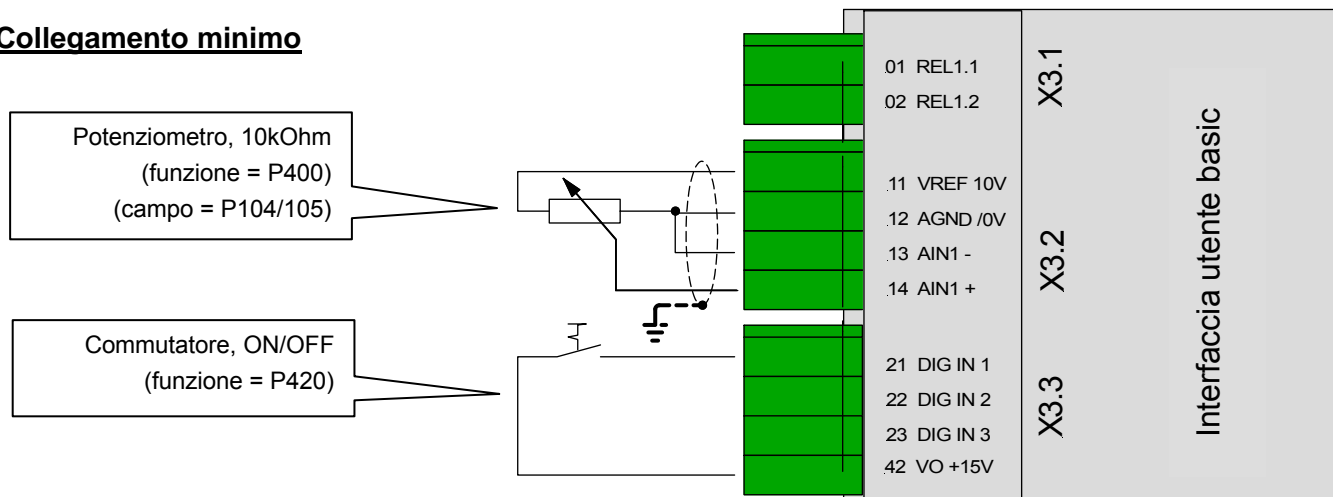 Collegamento minimo
Potenziometro, 10kOhm
(funzione = P400)
(campo = P104/105)
Commutatore, ON/OFF
(funzione = P420)
01 REL1.1
02 REL1.2
X3.1
11 VREF 10V
12 AGND /0V
13 AIN1 -
14 AIN1 +
X3.2
21 DIG IN 1
22 DIG IN 2
23 DIG IN 3
42 VO +15V
X3.3
Interfaccia utente basic